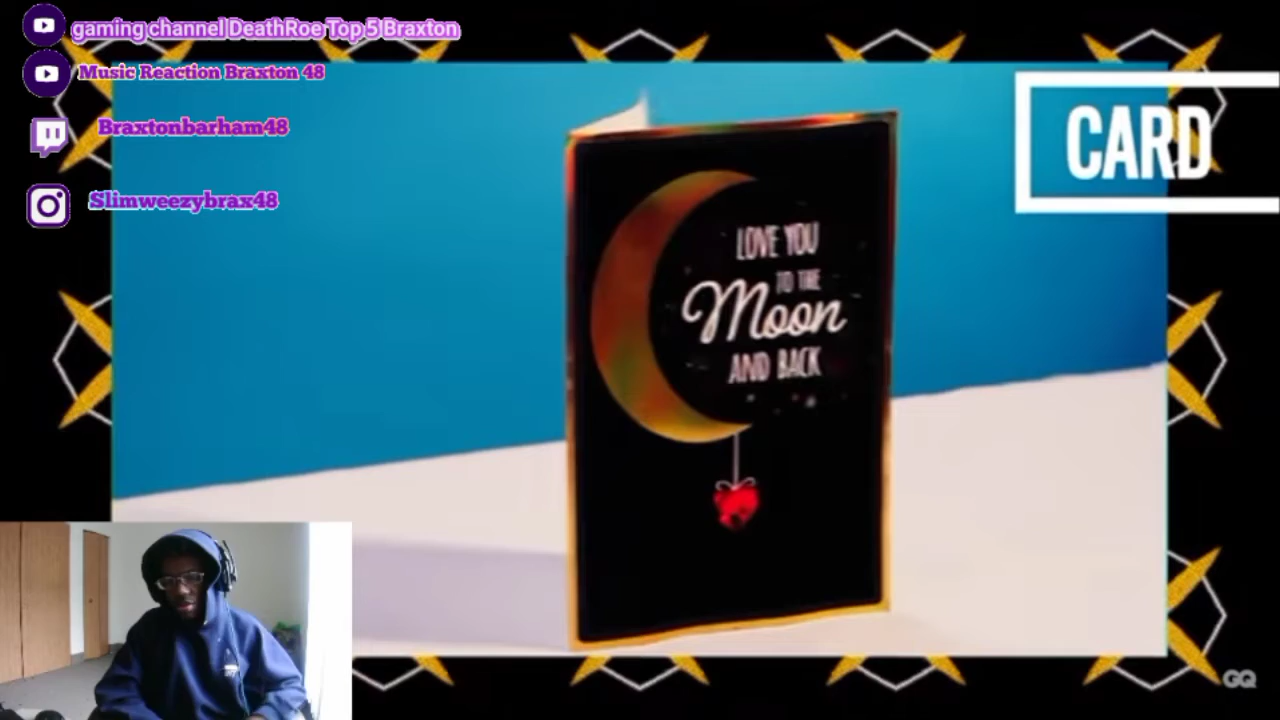 gaming channel DeathRoe Top 5 Braxton
Music Reaction Braxton 48
Braxtonbarham48
Slimweezybrax48
CARD
LOVE YOU
TO THE
Moon
AND BACK
GQ